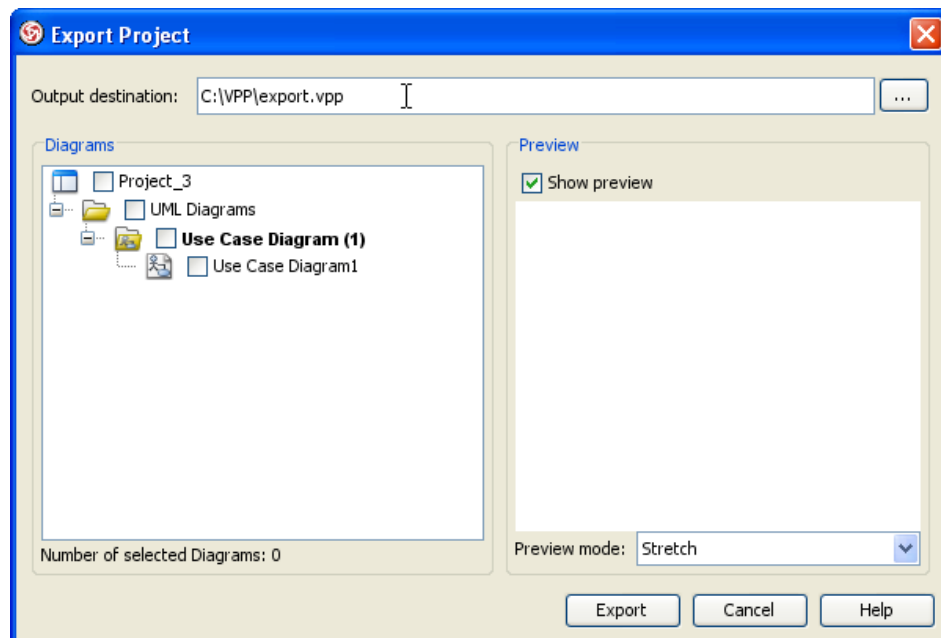 Export Project
Output destination: C:\VPP\export.vpp ...
Diagrams
Project_3
UML Diagrams
Use Case Diagram (1)
Use Case Diagram1
Number of selected Diagrams: 0
Preview
Show preview
Preview mode: Stretch
Export Cancel Help